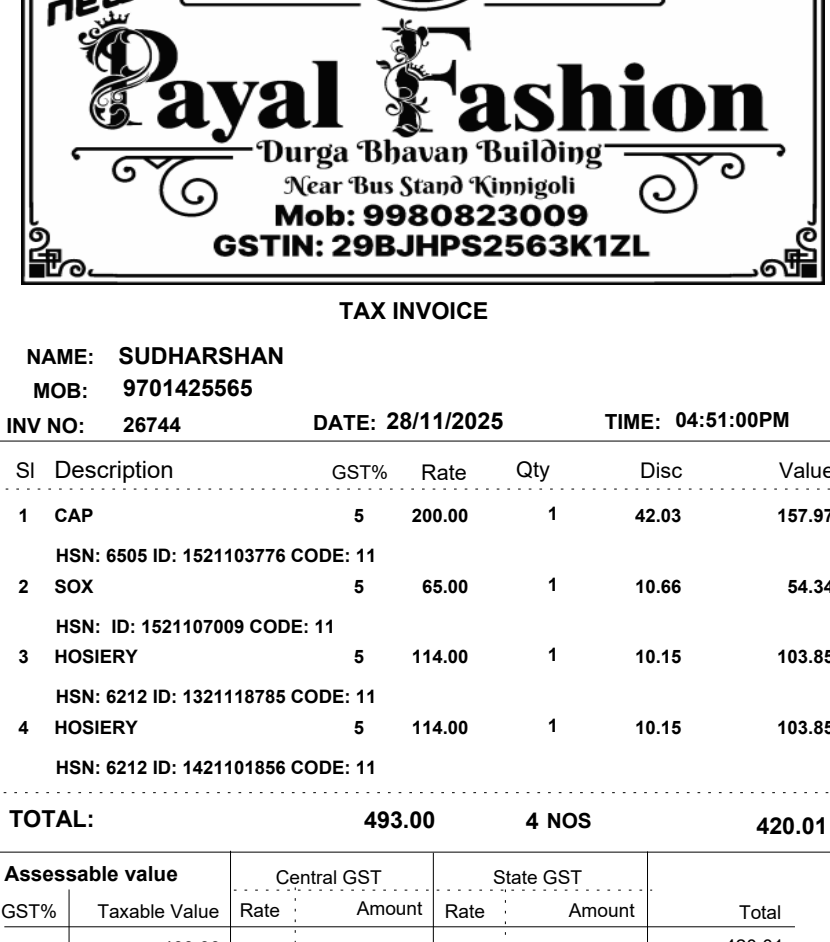 new
Payal Fashion
Durga Bhavan Building
Near Bus Stand Kinnigoli
Mob: 9980823009
GSTIN: 29BJHPS2563K1ZL
TAX INVOICE
NAME: SUDHARSHAN
MOB: 9701425565
INV NO: 26744 DATE: 28/11/2025 TIME: 04:51:00PM
Sl Description GST% Rate Qty Disc Value
1 CAP 5 200.00 1 42.03 157.97
HSN: 6505 ID: 1521103776 CODE: 11
2 SOX 5 65.00 1 10.66 54.34
HSN: ID: 1521107009 CODE: 11
3 HOSIERY 5 114.00 1 10.15 103.85
HSN: 6212 ID: 1321118785 CODE: 11
4 HOSIERY 5 114.00 1 10.15 103.85
HSN: 6212 ID: 1421101856 CODE: 11
TOTAL: 493.00 4 NOS 420.01
Assessable value Central GST State GST
GST% Taxable Value Rate Amount Rate Amount Total